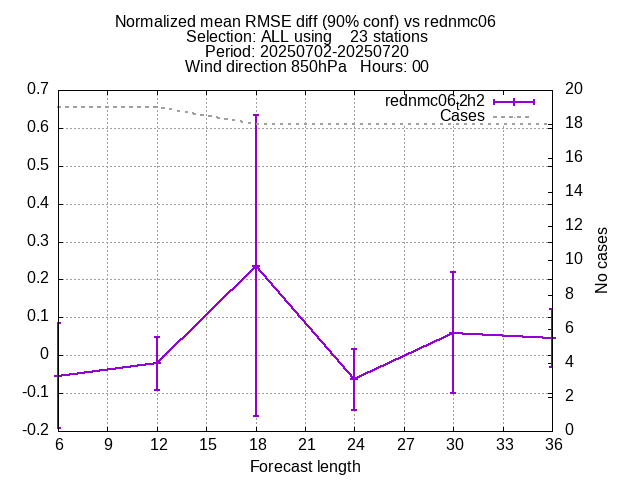 Normalized mean RMSE diff (90% conf) vs rednmc06
Selection: ALL using    23 stations
Period: 20250702-20250720
Wind direction 850hPa   Hours: 00
rednmc06,2h2
Cases
0.7
0.6
0.5
0.4
0.3
0.2
0.1
0
-0.1
-0.2
20
18
16
14
12
10
8
6
4
2
0
No cases
6 9 12 15 18 21 24 27 30 33 36
Forecast length